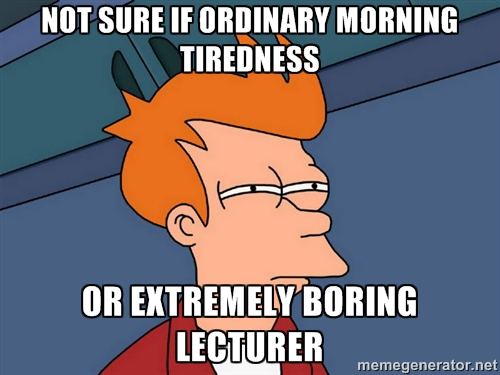 NOT SURE IF ORDINARY MORNING
TIREDNESS
OR EXTREMELY BORING
LECTURER
memegenerator.net